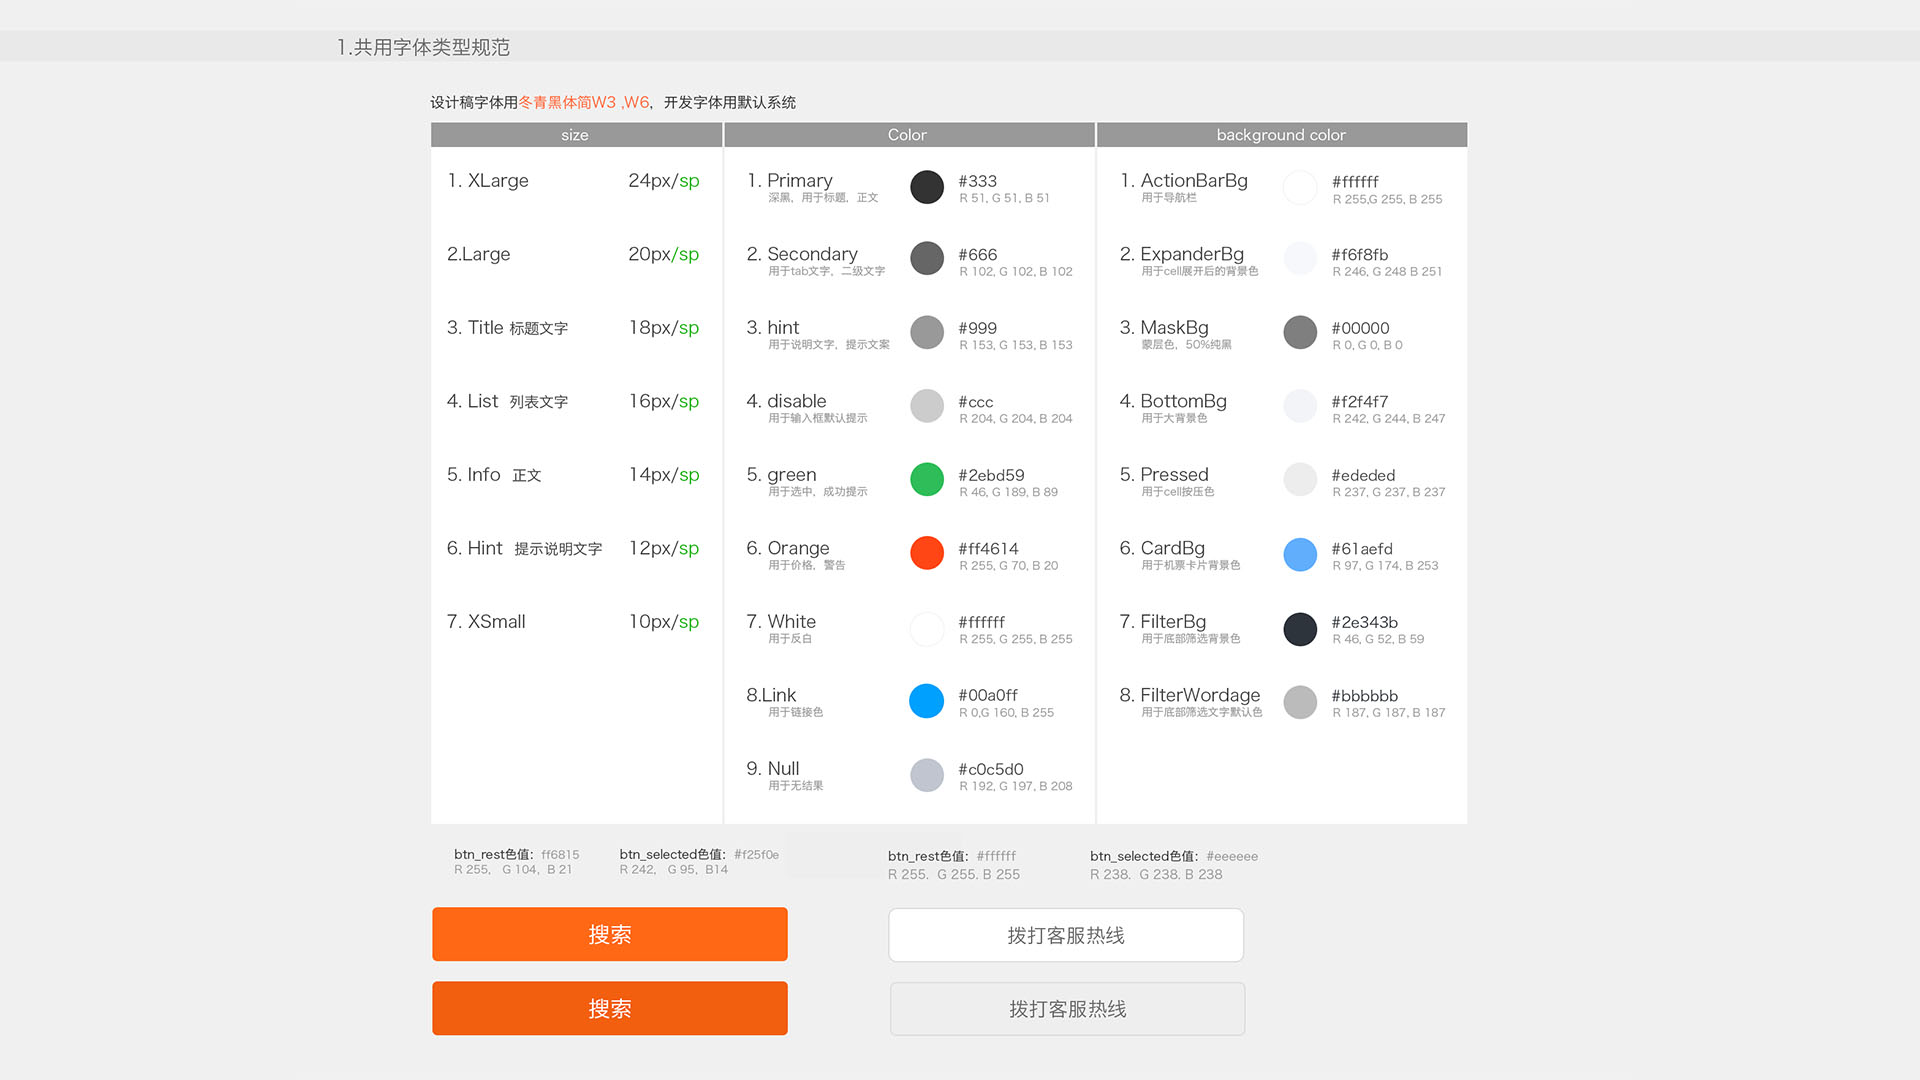 1.共用字体类型规范
设计稿字体用冬青黑体简W3 ,W6，开发字体用默认系统
size
1. XLarge 24px/sp
2.Large 20px/sp
3. Title 标题文字 18px/sp
4. List 列表文字 16px/sp
5. Info 正文 14px/sp
6. Hint 提示说明文字 12px/sp
7. XSmall 10px/sp
Color
1. Primary #333
深黑，用于标题，正文 R 51, G 51, B 51
2. Secondary #666
用于tab文字，二级文字 R 102, G 102, B 102
3. hint #999
用于说明文字，提示文案 R 153, G 153, B 153
4. disable #ccc
用于输入框默认提示 R 204, G 204, B 204
5. green #2ebd59
用于选中，成功提示 R 46, G 189, B 89
6. Orange #ff4614
用于价格，警告 R 255, G 70, B 20
7. White #ffffff
用于反白 R 255, G 255, B 255
8.Link #00a0ff
用于链接色 R 0,G 160, B 255
9. Null #c0c5d0
用于无结果 R 192, G 197, B 208
background color
1. ActionBarBg #ffffff
用于导航栏 R 255,G 255, B 255
2. ExpanderBg #f6f8fb
用于cell展开后的背景色 R 246, G 248 B 251
3. MaskBg #00000
蒙层色，50%纯黑 R 0, G 0, B 0
4. BottomBg #f2f4f7
用于大背景色 R 242, G 244, B 247
5. Pressed #ededed
用于cell按压色 R 237, G 237, B 237
6. CardBg #61aefd
用于机票卡片背景色 R 97, G 174, B 253
7. FilterBg #2e343b
用于底部筛选背景色 R 46, G 52, B 59
8. FilterWordage #bbbbbb
用于底部筛选文字默认色 R 187, G 187, B 187
btn_rest色值：ff6815
R 255, G 104, B 21
btn_selected色值：#f25f0e
R 242, G 95, B14
btn_rest色值：#ffffff
R 255. G 255. B 255
btn_selected色值：#eeeeee
R 238. G 238. B 238
搜索
拨打客服热线
搜索
拨打客服热线